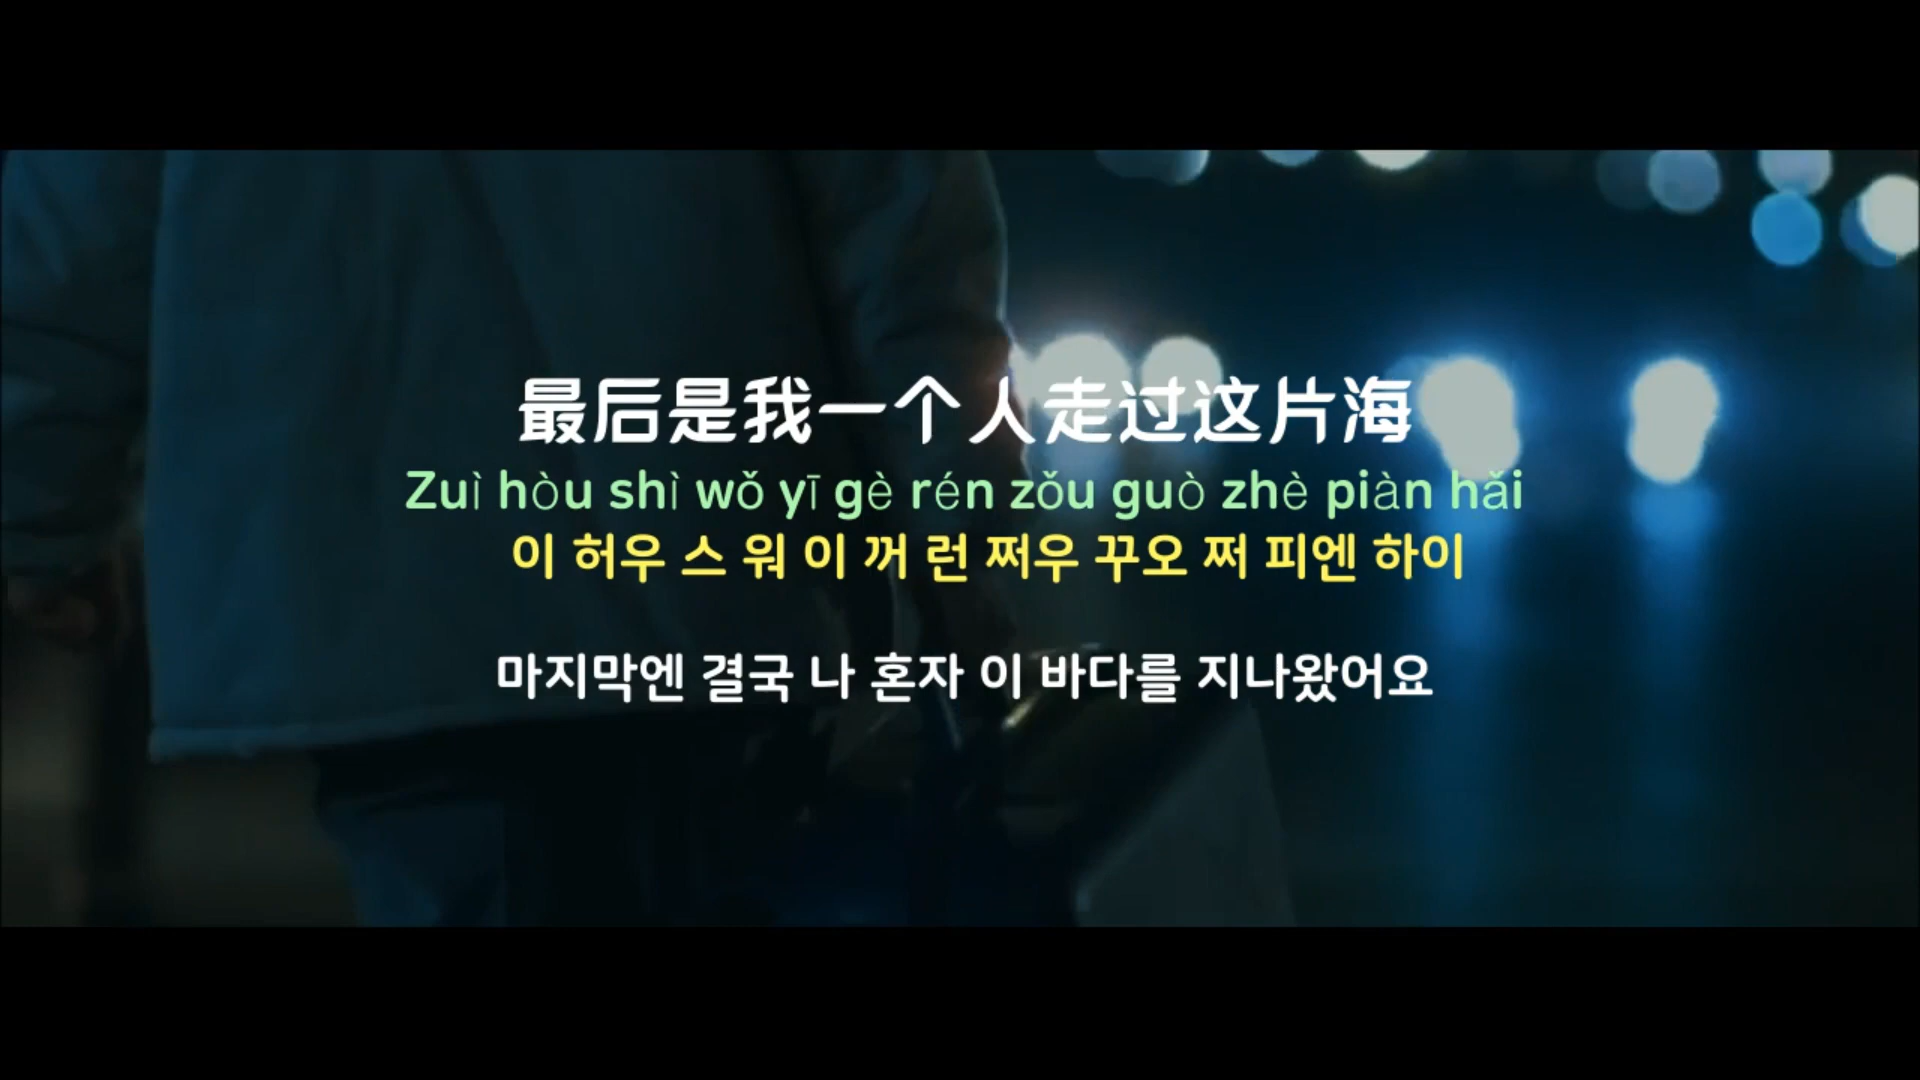 最后是我一个人走过这片海
Zuì hòu shì wǒ yī gè rén zǒu guò zhè piàn hǎi
이 허우 스 워 이 꺼 런 쩌우 꾸오 쩌 피엔 하이
마지막엔 결국 나 혼자 이 바다를 지나왔어요